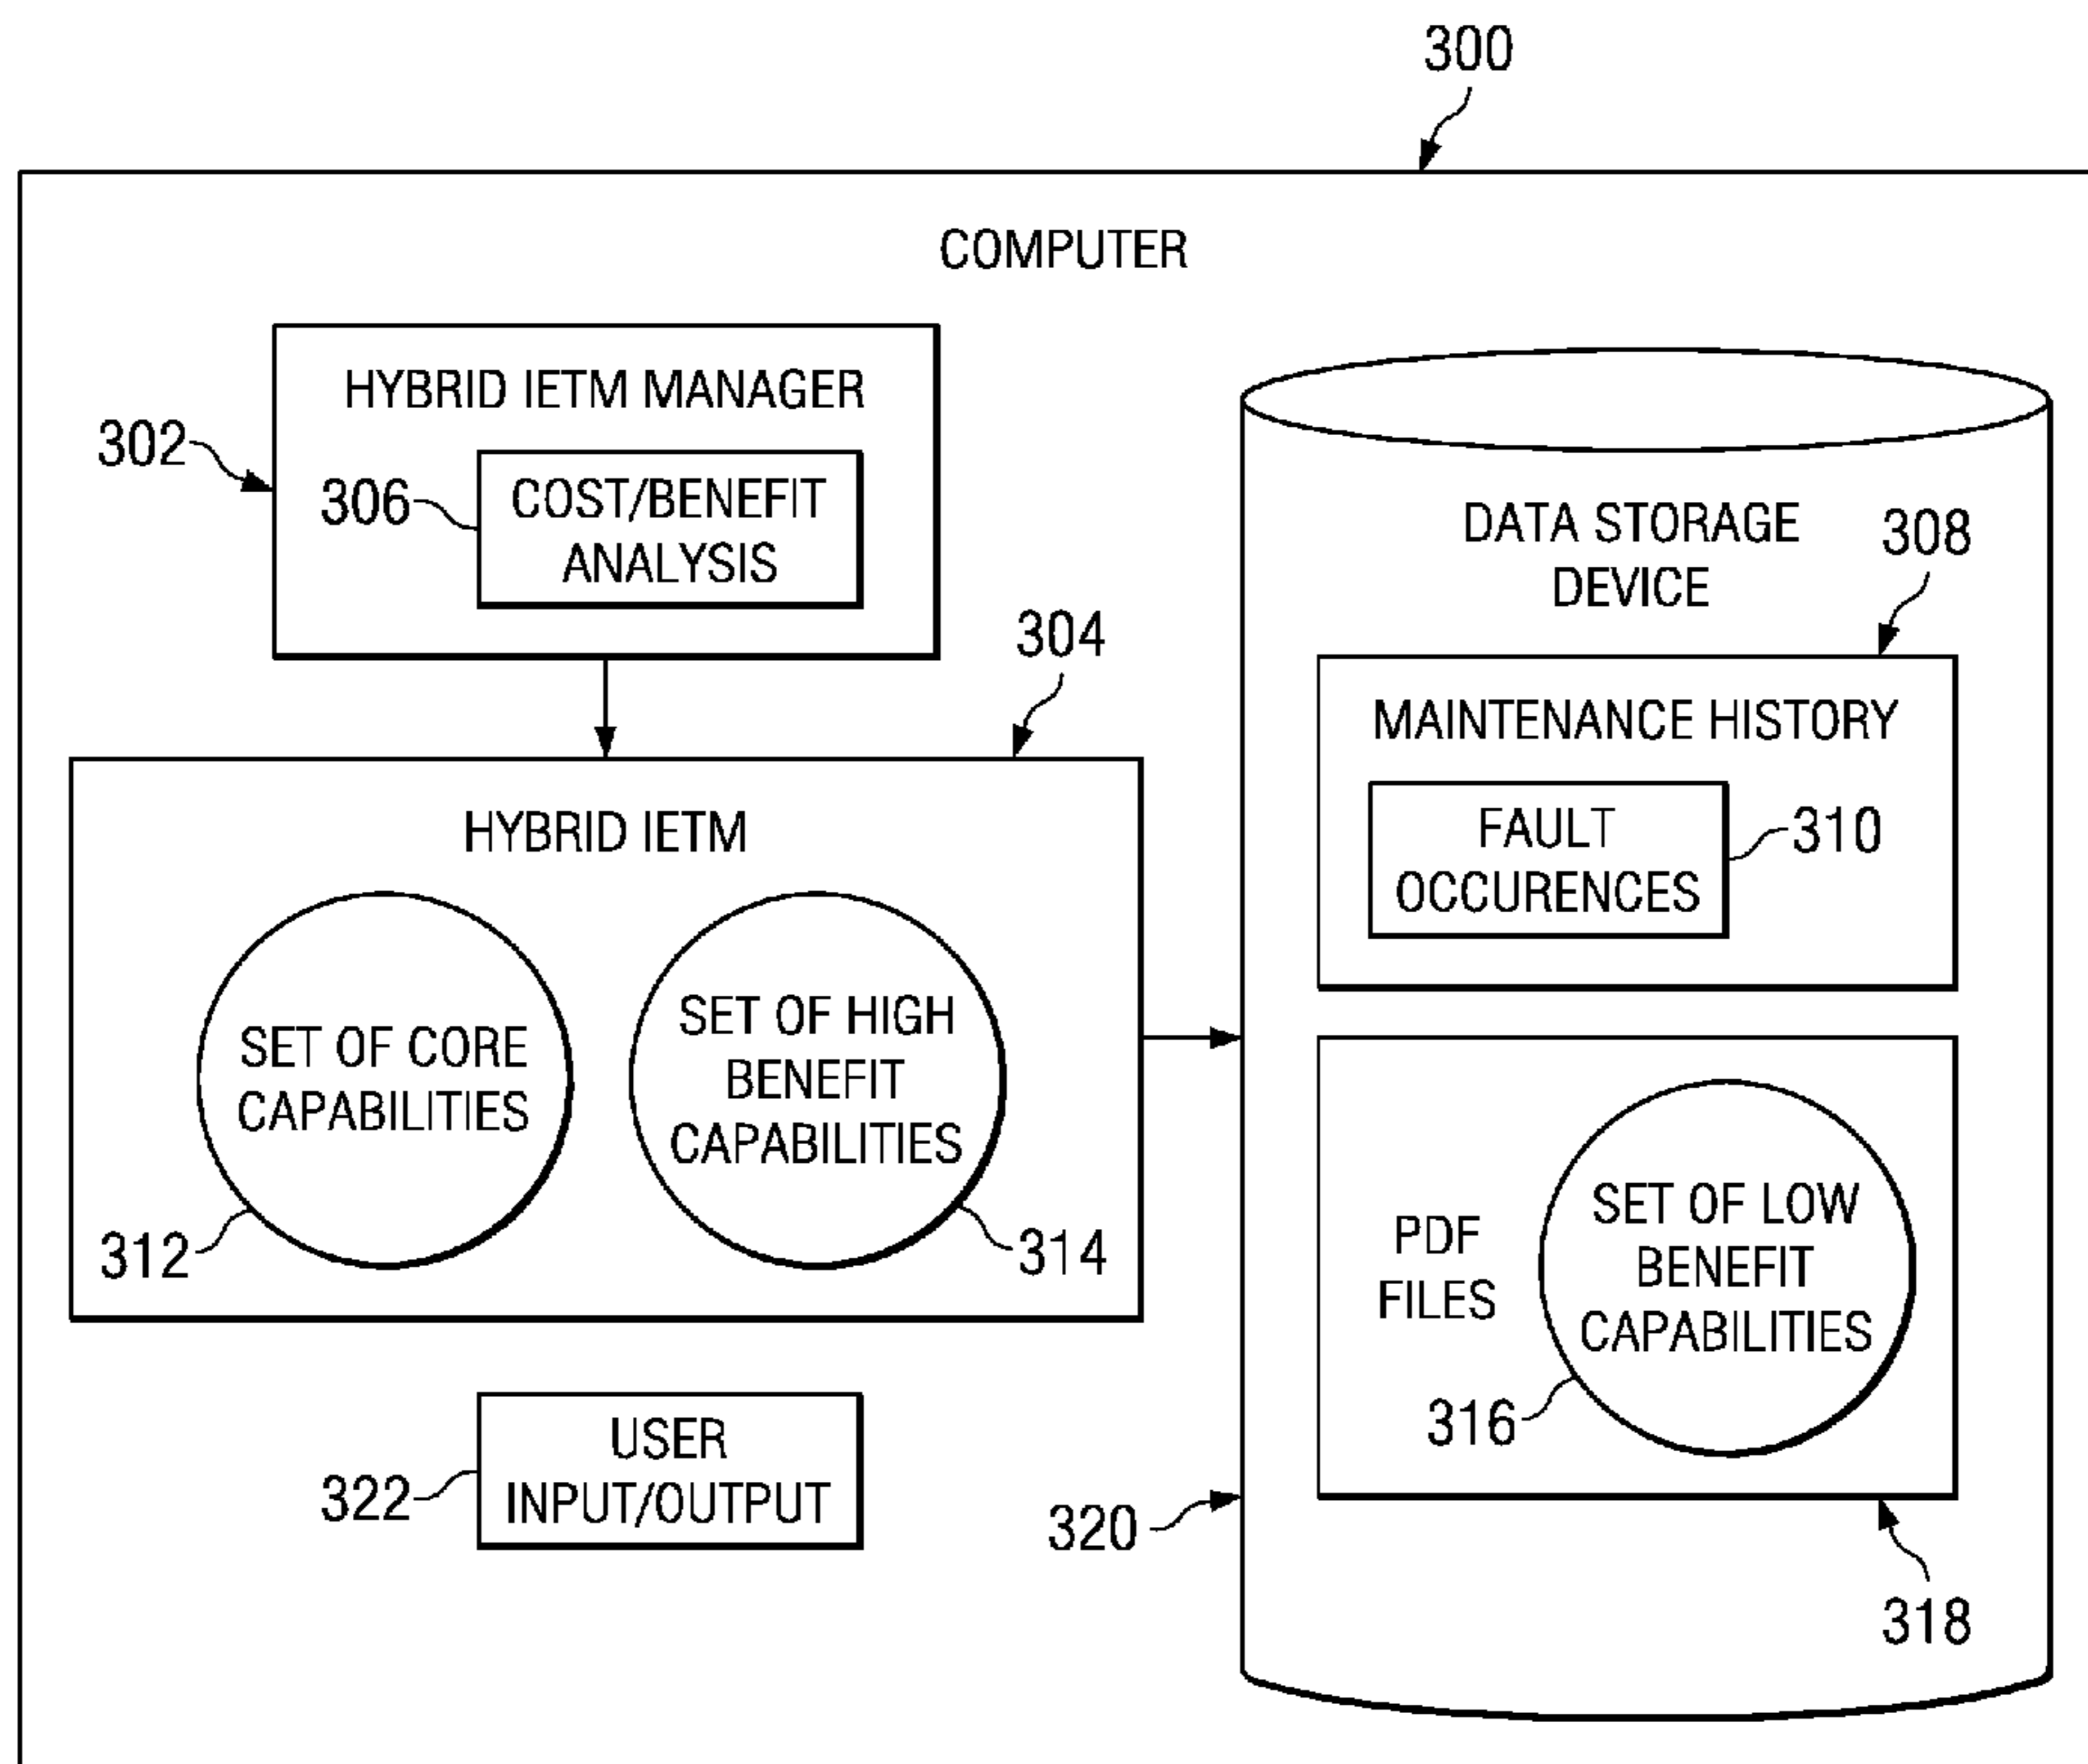 300
COMPUTER
HYBRID IETM MANAGER
302
306
COST/BENEFIT
ANALYSIS
304
HYBRID IETM
SET OF CORE
CAPABILITIES
312
SET OF HIGH
BENEFIT
CAPABILITIES
314
USER
INPUT/OUTPUT
322
DATA STORAGE
DEVICE
308
MAINTENANCE HISTORY
FAULT
OCCURENCES
310
PDF
FILES
SET OF LOW
BENEFIT
CAPABILITIES
316
320
318